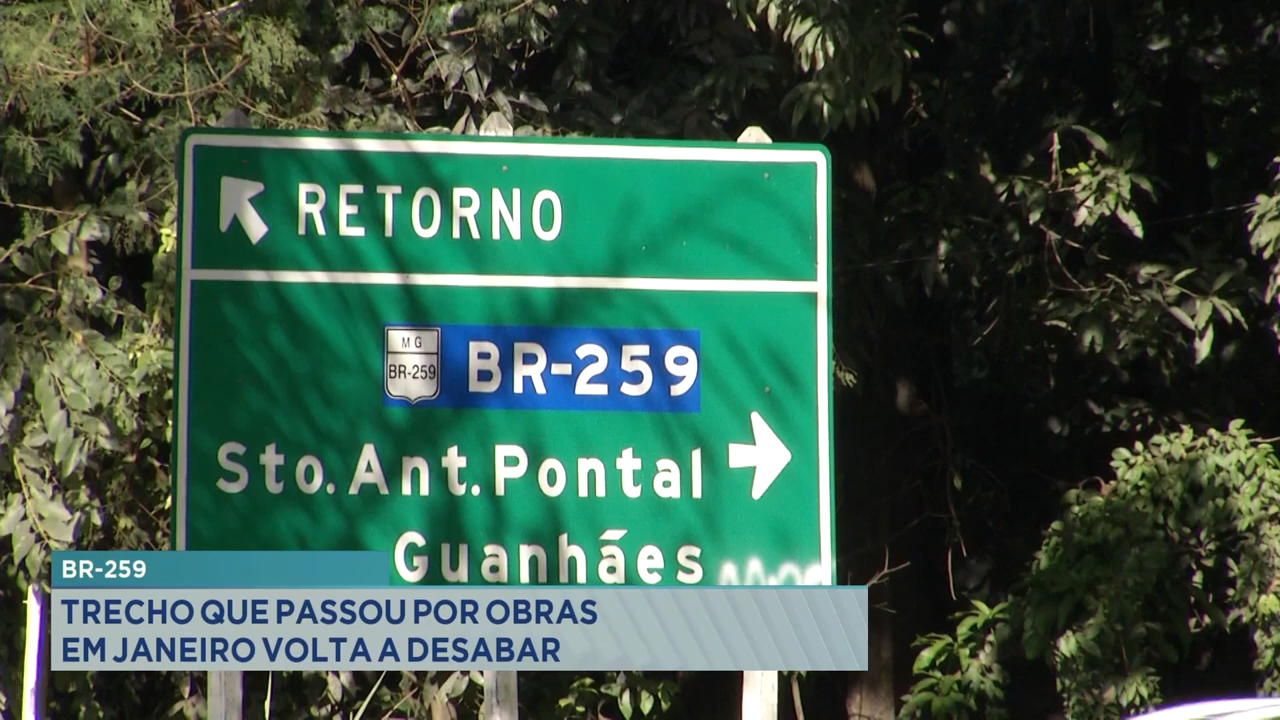 RETORNO
MG
BR-259
BR-259
Sto. Ant. Pontal
Guanhães
BR-259
TRECHO QUE PASSOU POR OBRAS
EM JANEIRO VOLTA A DESABAR